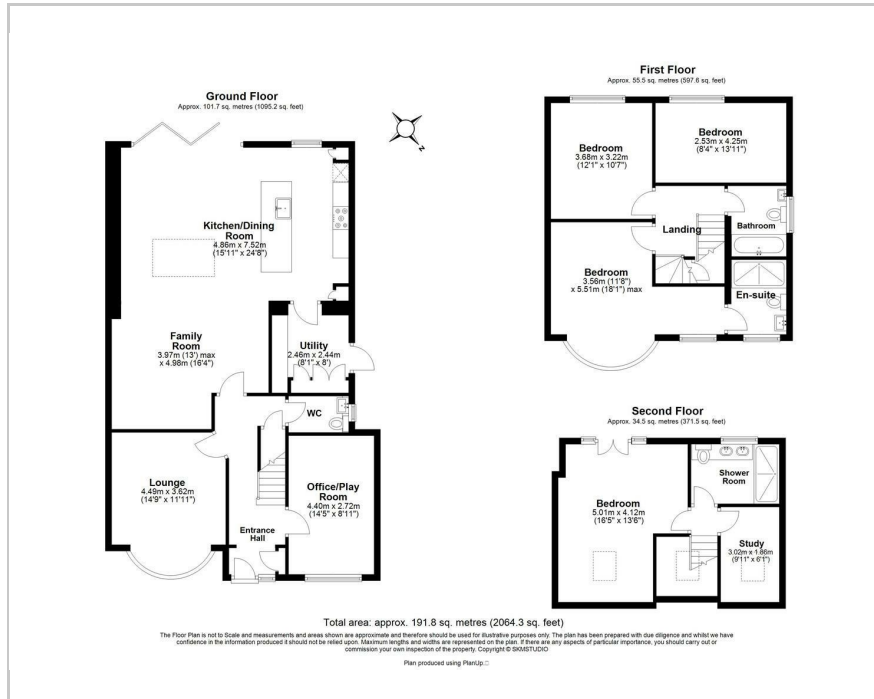 Ground Floor
Approx. 101.7 sq. metres (1095.2 sq. feet)
Kitchen/Dining
Room
4.86m x 7.52m
(15'11" x 24'8")
Family
Room
3.97m (13') max
x 4.98m (16'4")
Utility
2.46m x 2.44m
(8'1" x 8')
WC
Lounge
4.49m x 3.62m
(14'9" x 11'11")
Office/Play
Room
4.40m x 2.72m
(14'5" x 8'11")
Entrance
Hall
N
First Floor
Approx. 55.5 sq. metres (597.6 sq. feet)
Bedroom
3.68m x 3.22m
(12'1" x 10'7")
Bedroom
2.53m x 4.25m
(8'4" x 13'11")
Landing
Bathroom
Bedroom
3.56m (11'8")
x 5.51m (18'1") max
En-suite
Second Floor
Approx. 34.5 sq. metres (371.5 sq. feet)
Bedroom
5.01m x 4.12m
(16'5" x 13'6")
Shower
Room
Study
3.02m x 1.86m
(9'11" x 6'1")
Total area: approx. 191.8 sq. metres (2064.3 sq. feet)
The Floor Plan is not to Scale and measurements and areas shown are approximate and therefore should be used for illustrative purposes only. The plan has been prepared with due diligence and whilst we have
confidence in the information produced it should not be relied upon. Maximum lengths and widths are represented on the plan. If there are any aspects of particular importance, you should carry out or
commission your own inspection of the property. Copyright © SKMSTUDIO
Plan produced using PlanUp.